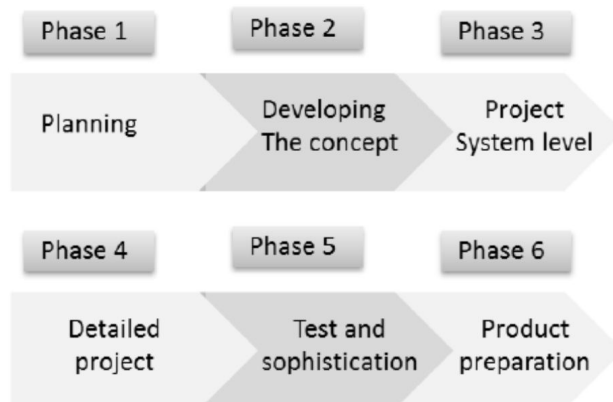 Phase 1
Phase 2
Phase 3
Planning
Developing
The concept
Project
System level
Phase 4
Phase 5
Phase 6
Detailed
project
Test and
sophistication
Product
preparation